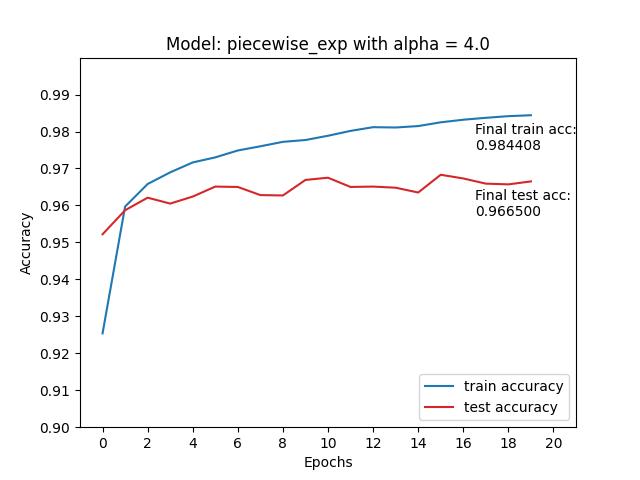 Model: piecewise_exp with alpha = 4.0
0.99
0.98
0.97
0.96
0.95
0.94
0.93
0.92
0.91
0.90
Accuracy
Final train acc:
0.984408
Final test acc:
0.966500
train accuracy
test accuracy
0 2 4 6 8 10 12 14 16 18 20
Epochs